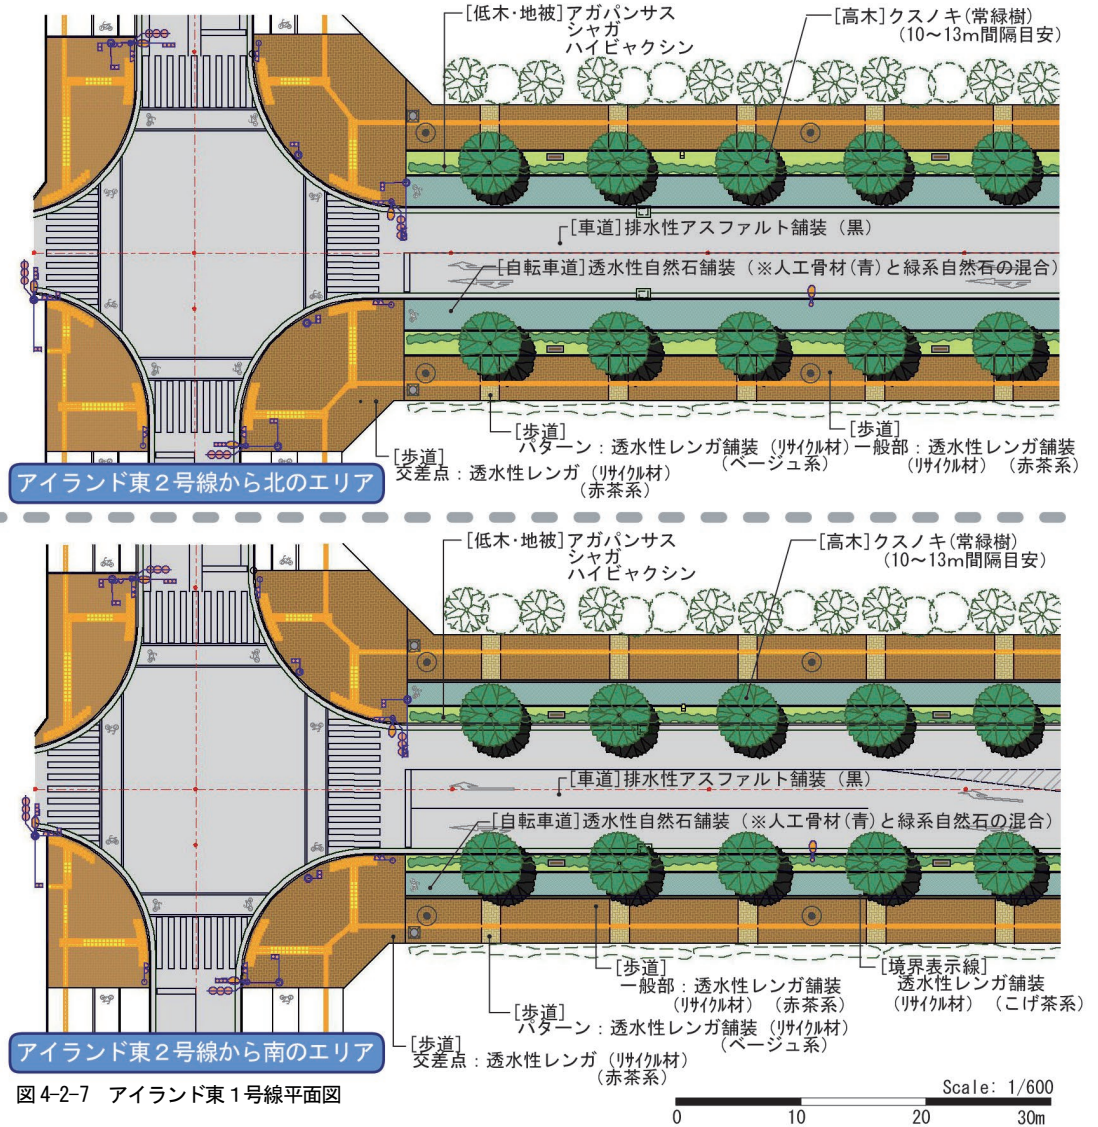 [低木・地被]アガパンサス
シャガ
ハイビャクシン
[高木]クスノキ(常緑樹)
(10～13m間隔目安)
[車道]排水性アスファルト舗装(黒)
[自転車道]透水性自然石舗装(※人工骨材(青)と緑系自然石の混合)
[歩道]
パターン：透水性レンガ舗装(リサイクル材)
(ベージュ系)
[歩道]
一般部：透水性レンガ舗装
(リサイクル材) (赤茶系)
[歩道]
交差点：透水性レンガ(リサイクル材)
(赤茶系)
アイランド東２号線から北のエリア
[低木・地被]アガパンサス
シャガ
ハイビャクシン
[高木]クスノキ(常緑樹)
(10～13m間隔目安)
[車道]排水性アスファルト舗装(黒)
[自転車道]透水性自然石舗装(※人工骨材(青)と緑系自然石の混合)
[歩道]
一般部：透水性レンガ舗装
(リサイクル材) (赤茶系)
[境界表示線]
透水性レンガ舗装
(リサイクル材) (こげ茶系)
[歩道]
パターン：透水性レンガ舗装(リサイクル材)
(ベージュ系)
[歩道]
交差点：透水性レンガ(リサイクル材)
(赤茶系)
アイランド東２号線から南のエリア
図4-2-7 アイランド東１号線平面図
Scale: 1/600
0 10 20 30m